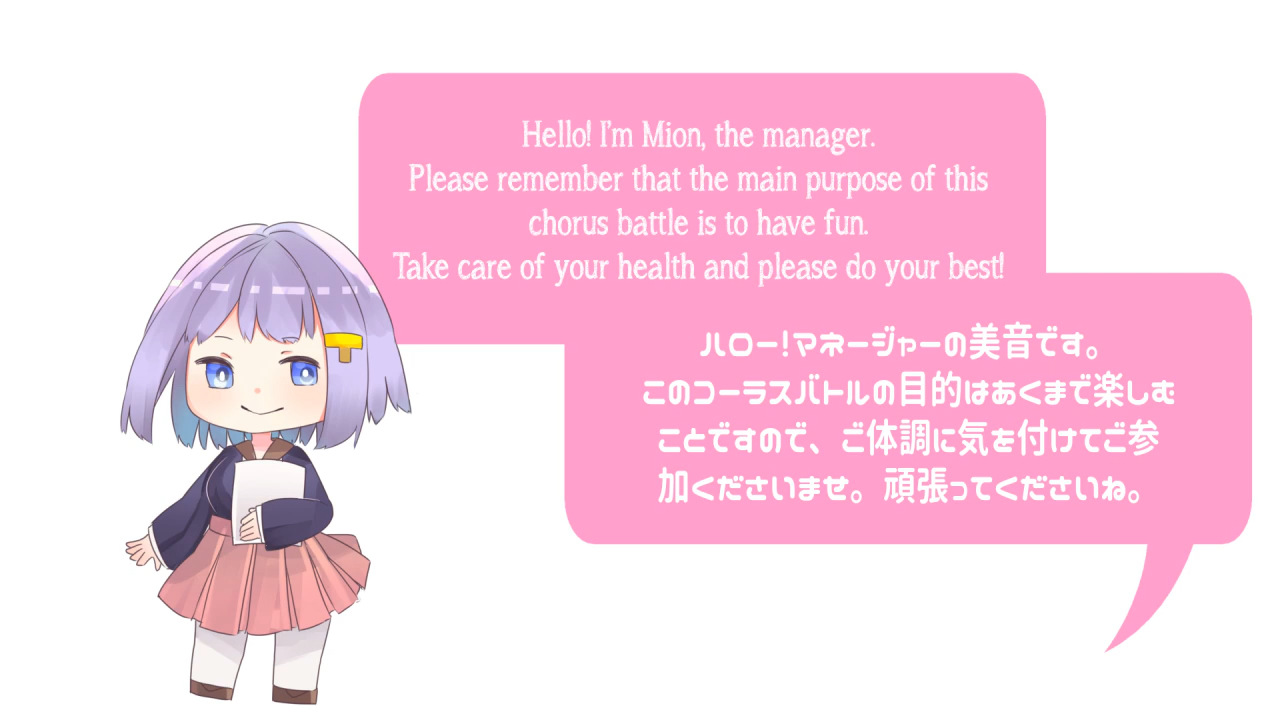 Hello! I'm Mion, the manager.
Please remember that the main purpose of this
chorus battle is to have fun.
Take care of your health and please do your best!
ハロー!マネージャーの美音です。
このコーラスバトルの目的はあくまで楽しむ
ことですので、ご体調に気を付けてご参
加くださいませ。頑張ってくださいね。